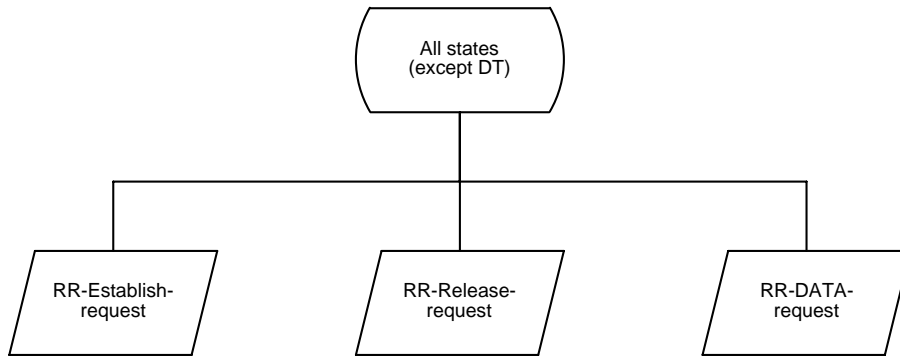 All states
(except DT)
RR-Establish-
request
RR-Release-
request
RR-DATA-
request